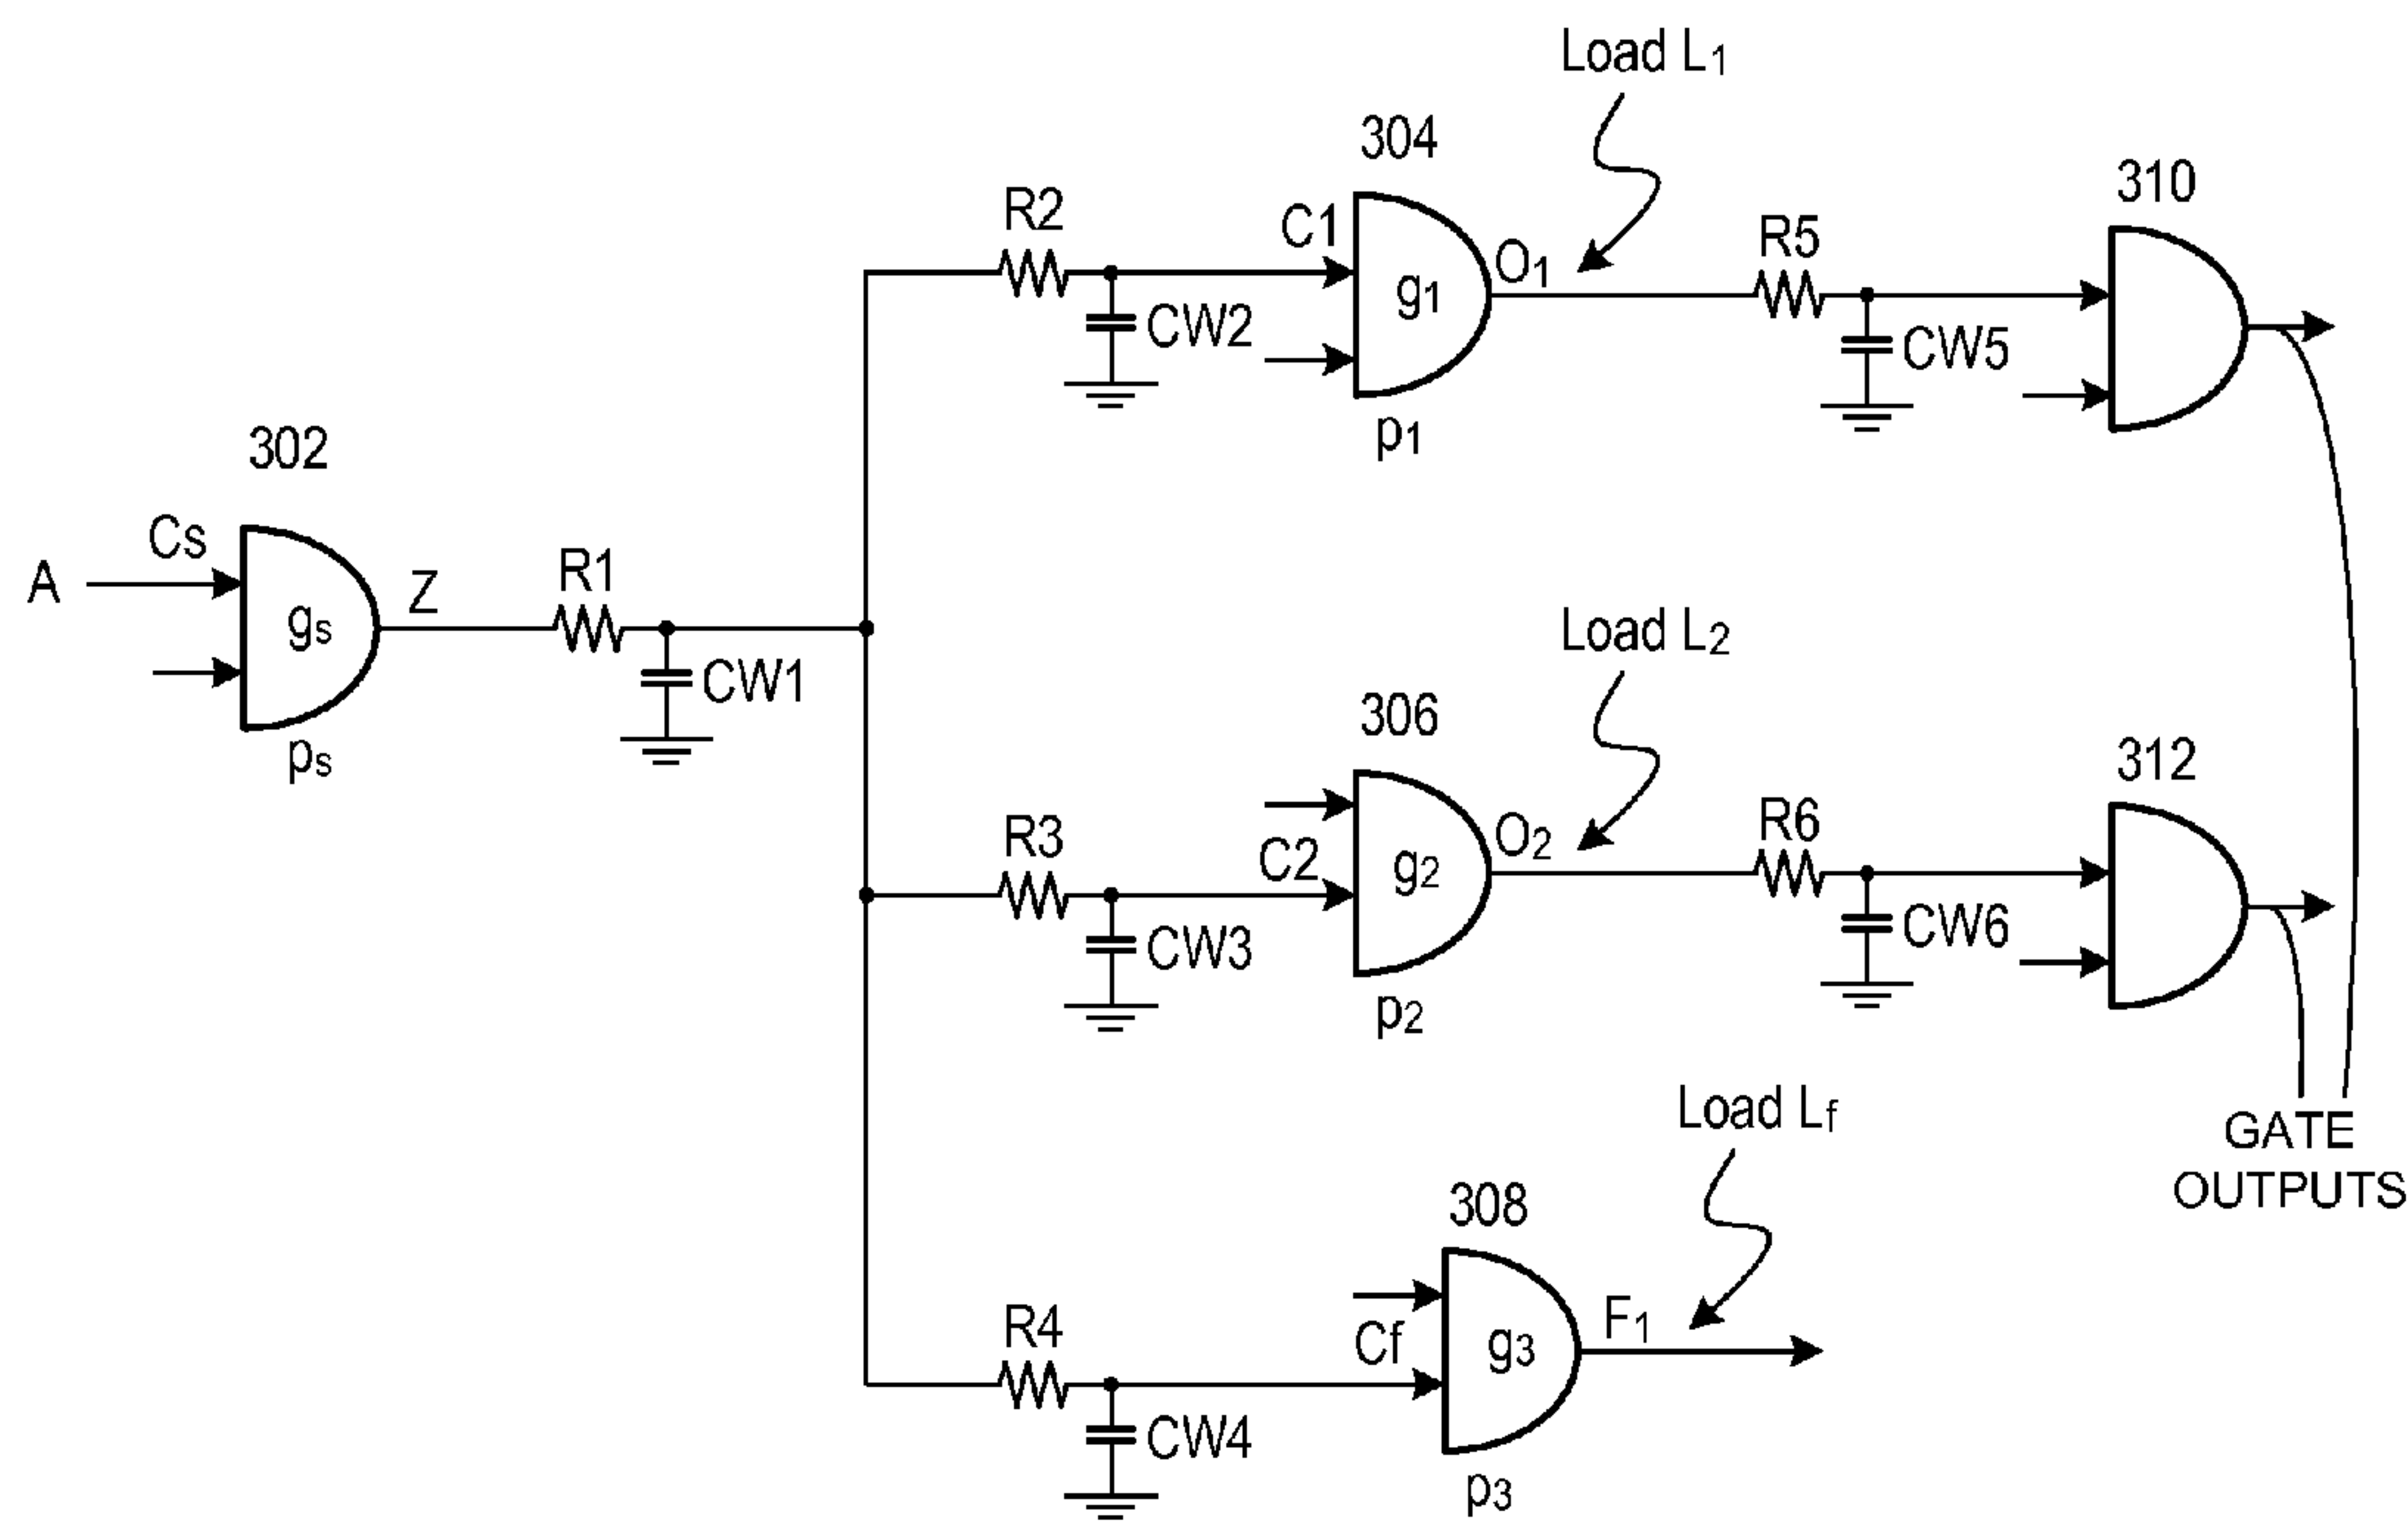 Load L1
304
310
R2
C1
g1
O1
R5
CW2
CW5
p1
302
A
Cs
gs
Z
R1
CW1
ps
Load L2
306
312
R3
C2
g2
O2
R6
CW3
CW6
p2
Load Lf
GATE
OUTPUTS
308
R4
Cf
g3
F1
CW4
p3